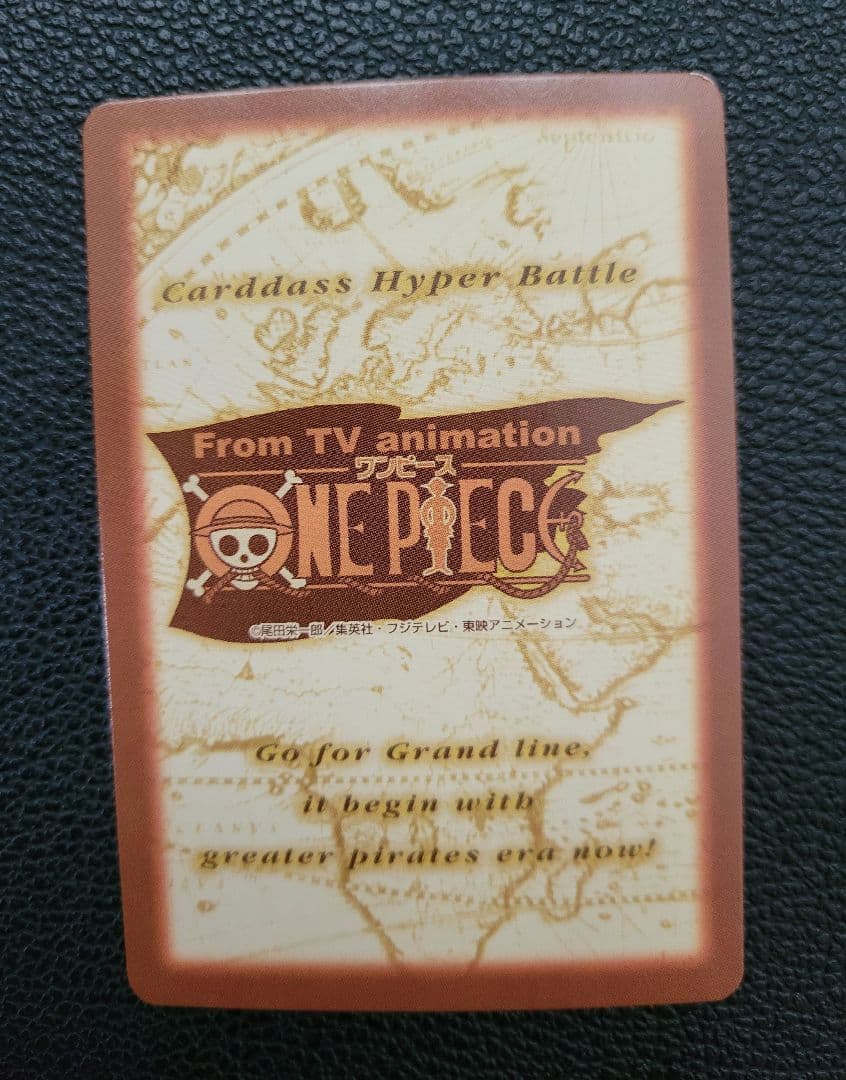 Carddass Hyper Battle
From TV animation
ワンピース
ONE PIECE
©尾田栄一郎／集英社・フジテレビ・東映アニメーション
Go for Grand line,
it begin with
greater pirates era now!